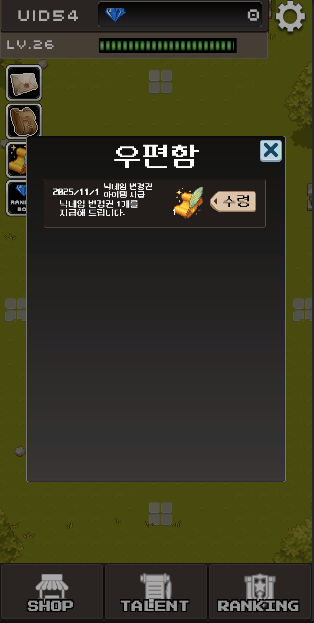 UID54
0
LV.26
우편함
2025/11/1 닉네임 변경권
아이템 지급
닉네임 변경권 1개를
지급해 드립니다.
1
수령
SHOP
TALENT
RANKING